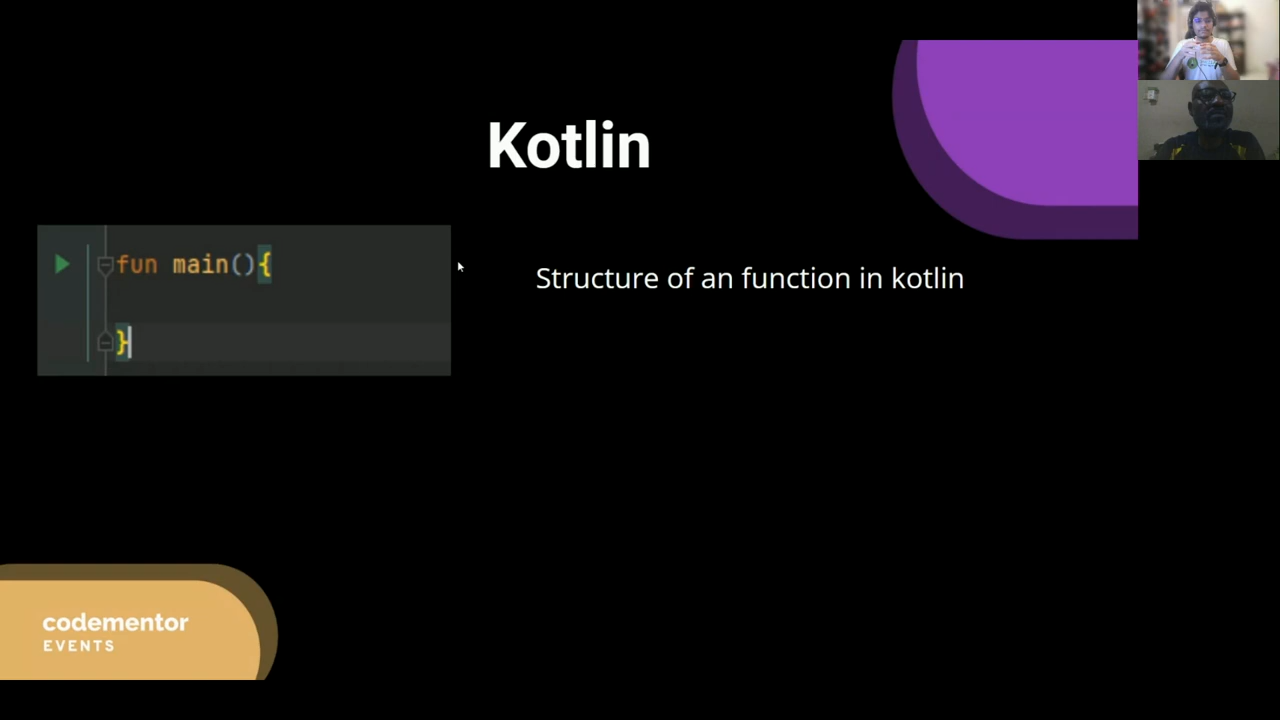 Kotlin
fun main(){
}
Structure of an function in kotlin
codementor
EVENTS